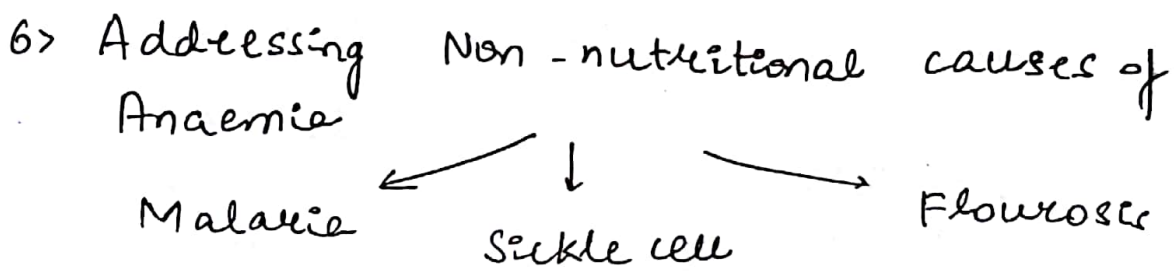 6> Addressing Non-nutritional causes of
Anaemia
Malaria
Sickle cell
Flourosis